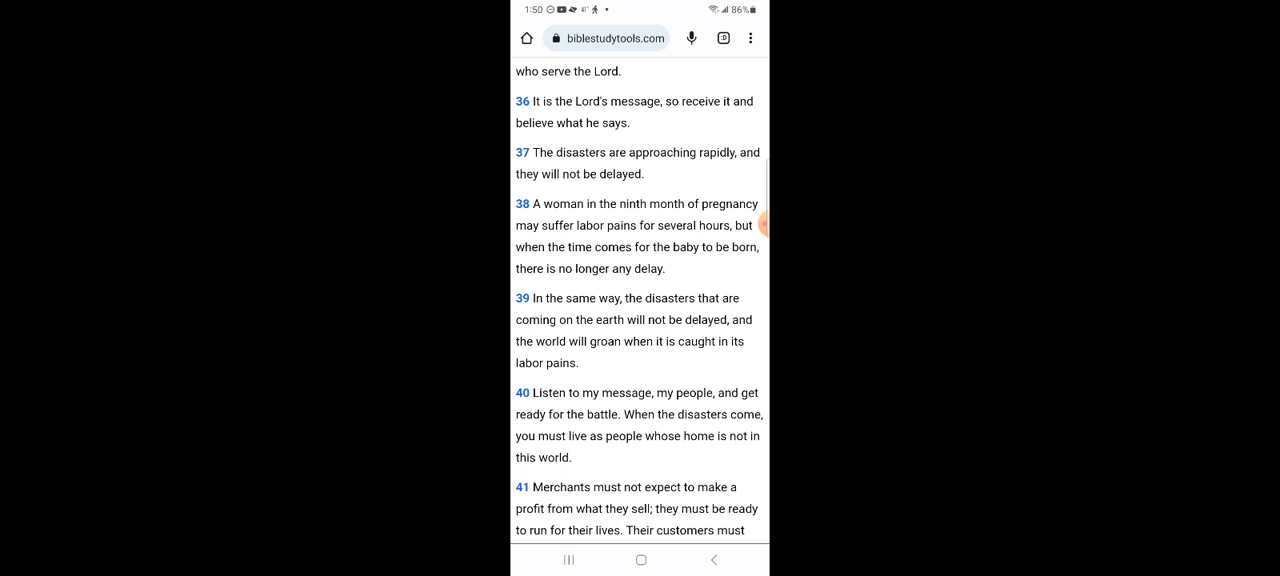 1:50 41° 86%
biblestudytools.com :D
who serve the Lord.
36 It is the Lord's message, so receive it and
believe what he says.
37 The disasters are approaching rapidly, and
they will not be delayed.
38 A woman in the ninth month of pregnancy
may suffer labor pains for several hours, but
when the time comes for the baby to be born,
there is no longer any delay.
39 In the same way, the disasters that are
coming on the earth will not be delayed, and
the world will groan when it is caught in its
labor pains.
40 Listen to my message, my people, and get
ready for the battle. When the disasters come,
you must live as people whose home is not in
this world.
41 Merchants must not expect to make a
profit from what they sell; they must be ready
to run for their lives. Their customers must